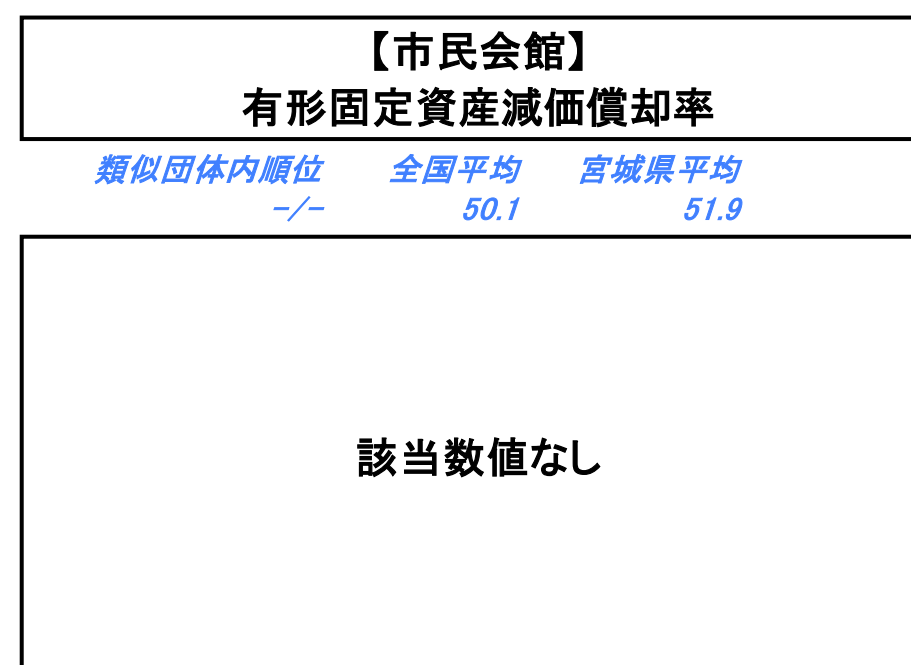 【市民会館】
有形固定資産減価償却率
類似団体内順位 全国平均 宮城県平均
-/- 50.1 51.9
該当数値なし